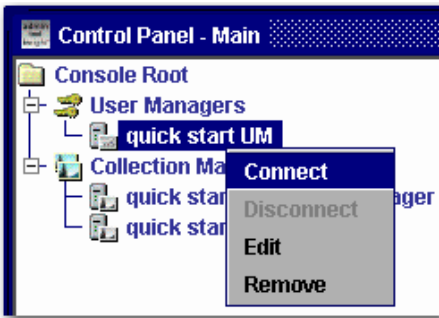 Control Panel - Main
Console Root
User Managers
quick start UM
Collection Ma
Connect
quick star
ager
Disconnect
quick star
Edit
Remove